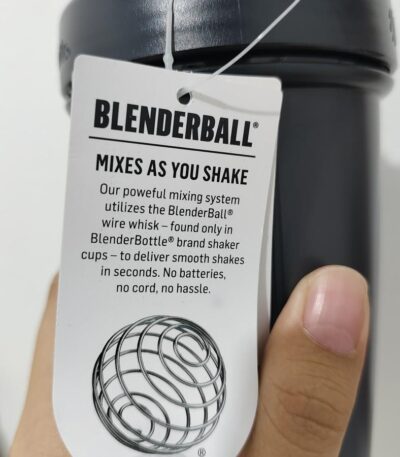 BLENDERBALL®
MIXES AS YOU SHAKE
Our poweful mixing system
utilizes the BlenderBall®
wire whisk – found only in
BlenderBottle® brand shaker
cups – to deliver smooth shakes
in seconds. No batteries,
no cord, no hassle.
®